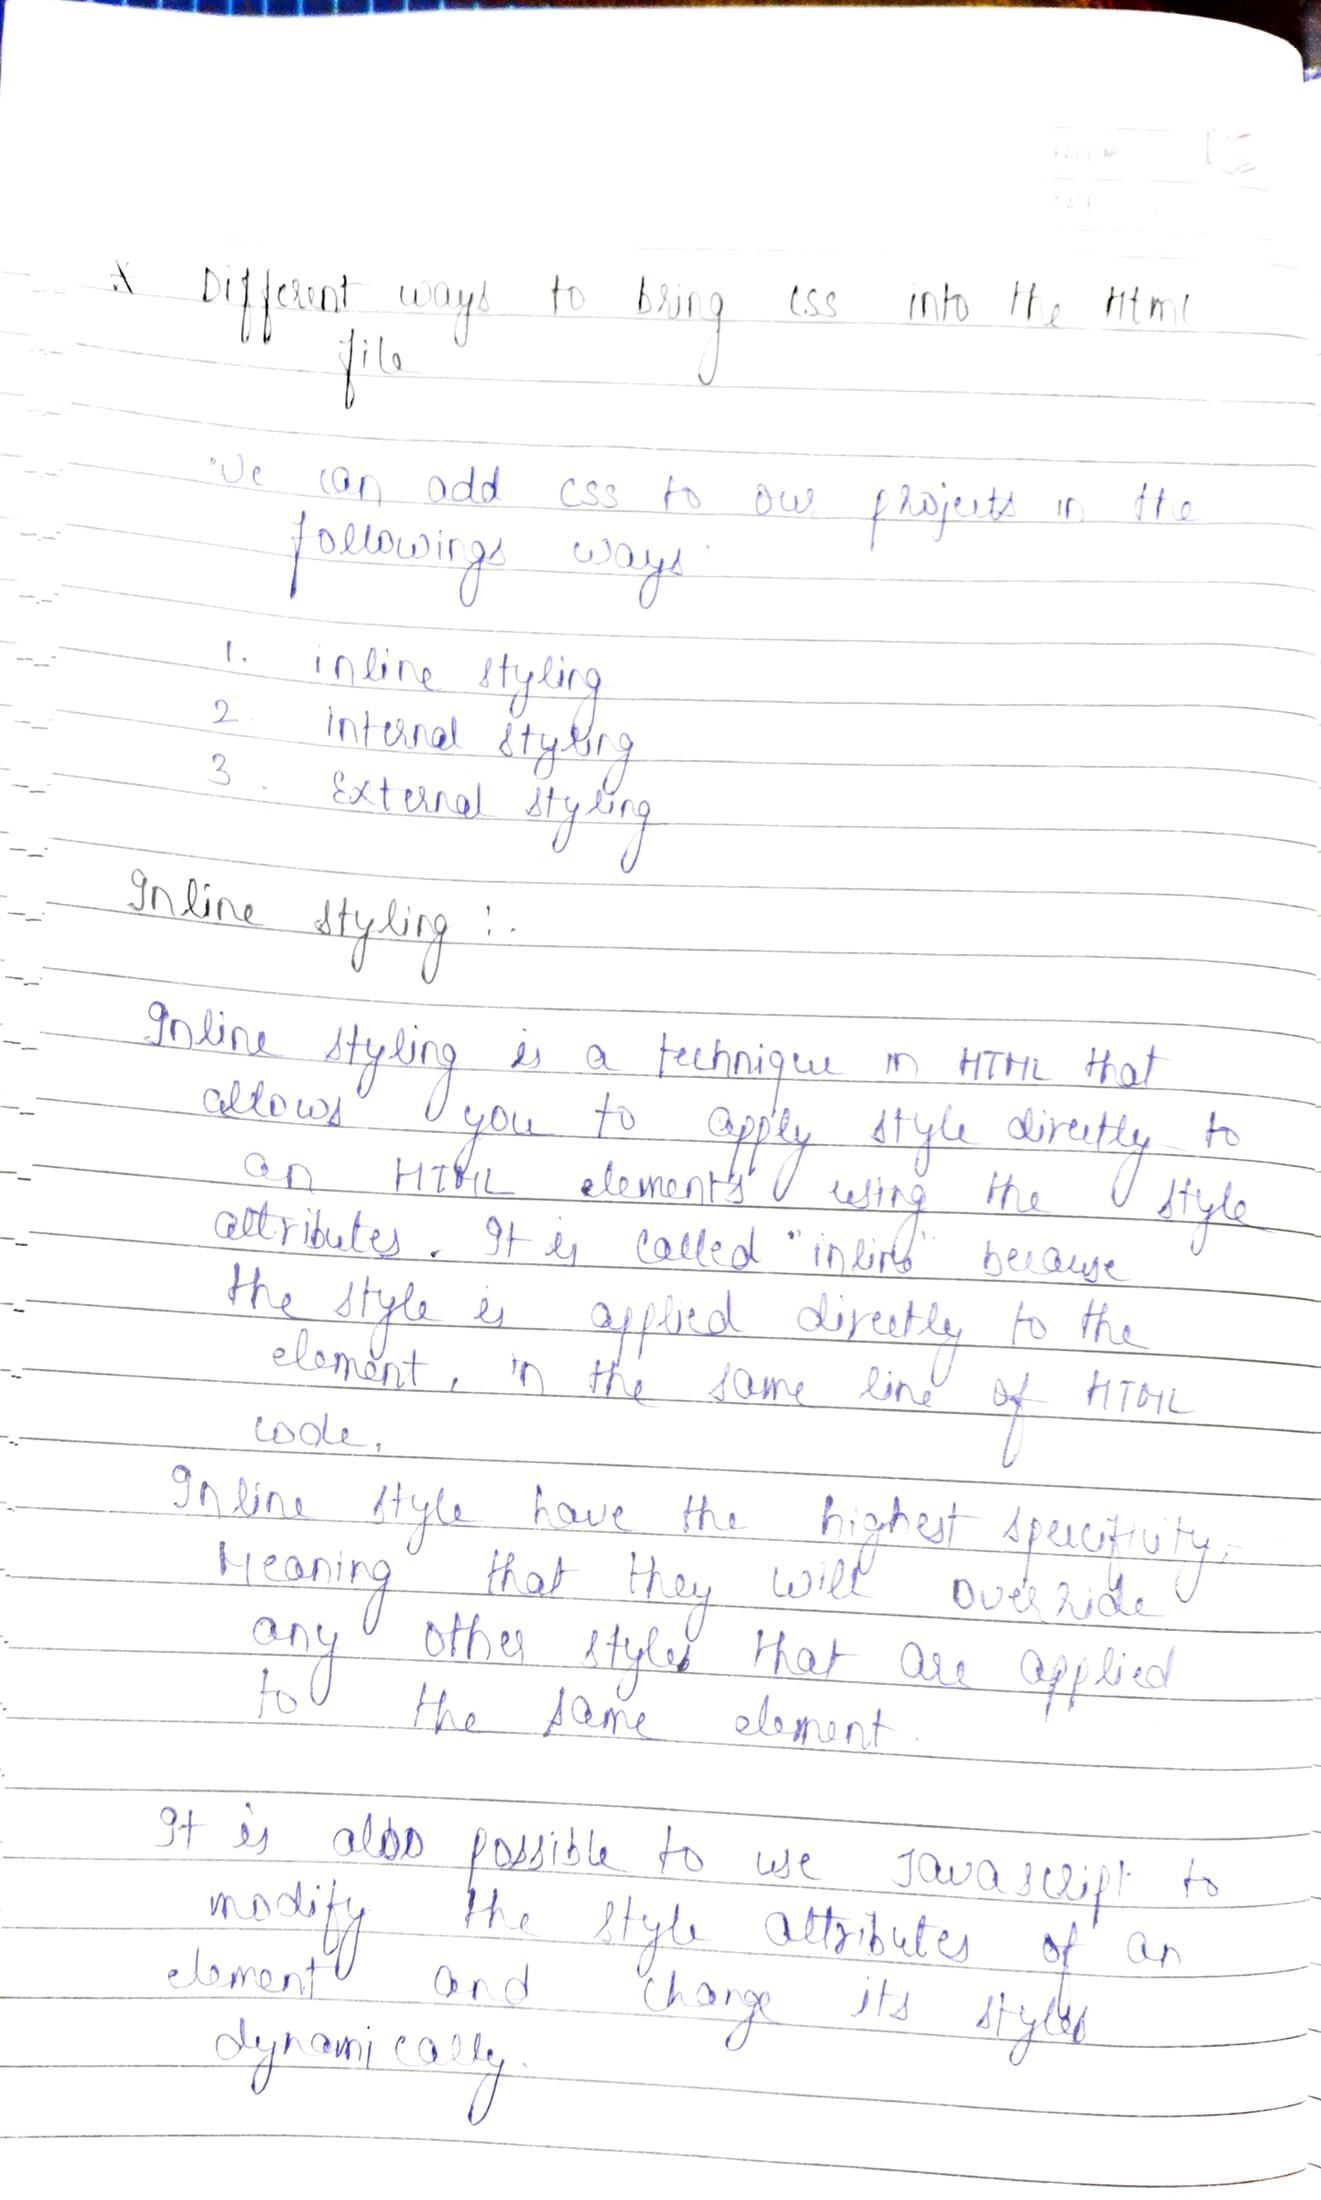 * Different ways to bring css into the Html
file
We can add css to our projects in the
followings ways
1. inline styling
2. internal styling
3. External styling
Inline styling :-
Inline styling is a technique in HTML that
allows you to apply style directly to
an HTML elements using the style
attributes. It is called "inline" because
the style is applied directly to the
element, in the same line of HTML
code.
Inline style have the highest specificity,
Meaning that they will override
any other styles that are applied
to the same element.
It is also possible to use Javascript to
modify the style attributes of an
element and change its styles
dynamically.